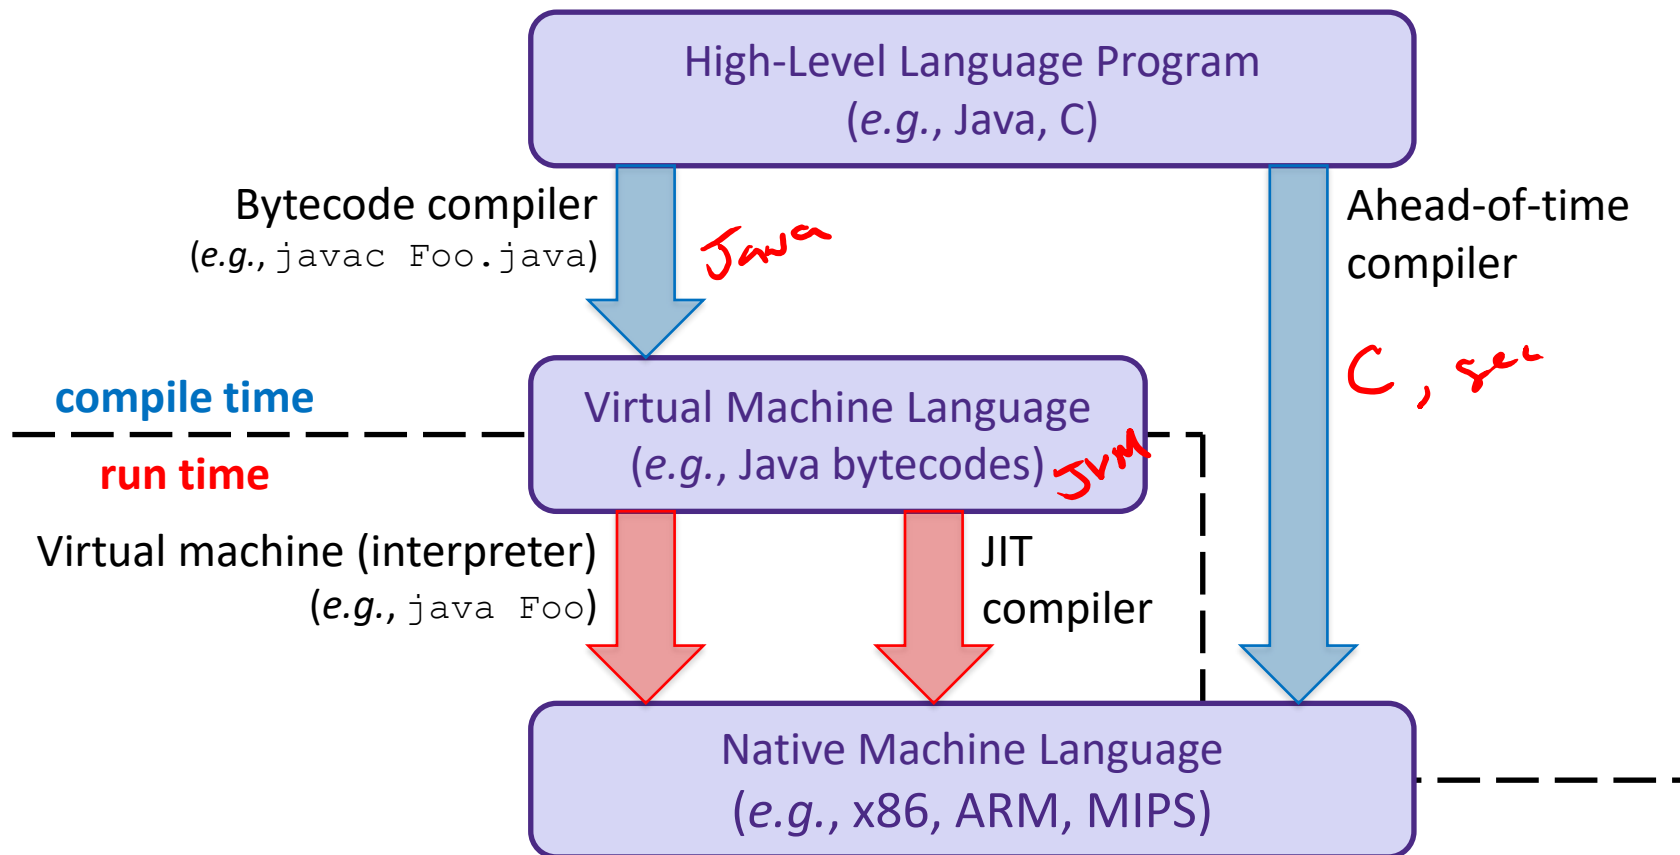 High-Level Language Program
(e.g., Java, C)
Bytecode compiler
(e.g., javac Foo.java)
Java
Ahead-of-time
compiler
C,
compile time
run time
Virtual Machine Language
(e.g., Java bytecodes)
JVM
Virtual machine (interpreter)
(e.g., java Foo)
JIT
compiler
Native Machine Language
(e.g., x86, ARM, MIPS)